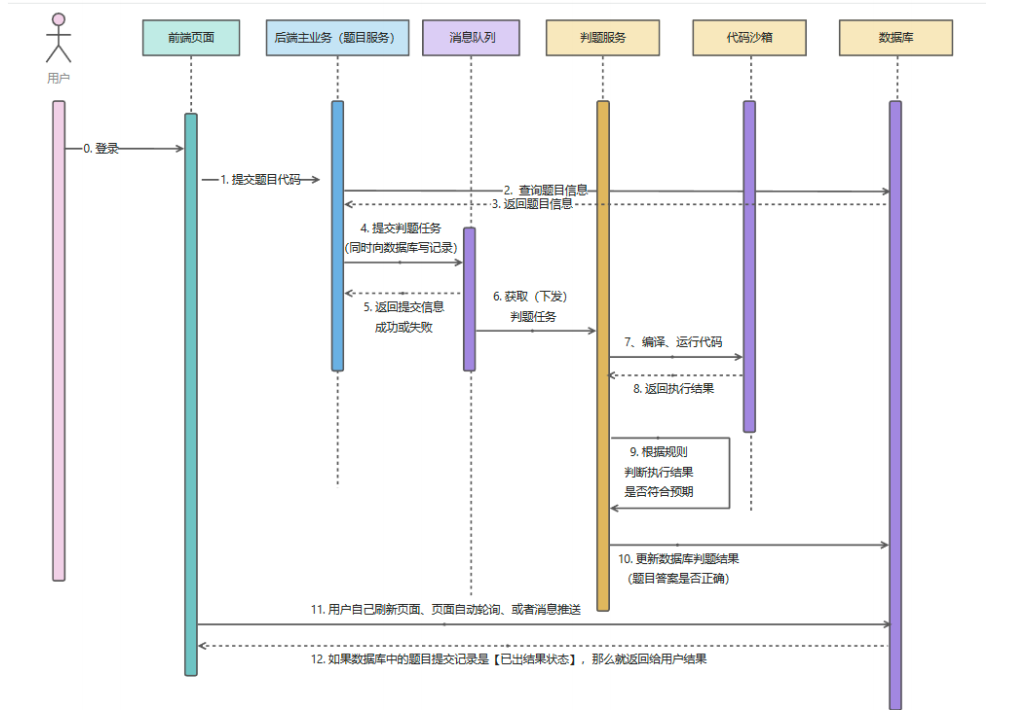 前端页面
后端主业务（题目服务）
消息队列
判题服务
代码沙箱
数据库
用户
0. 登录
1. 提交题目代码
2. 查询题目信息
3. 返回题目信息
4. 提交判题任务
（同时向数据库写记录）
5. 返回提交信息
成功或失败
6. 获取（下发）
判题任务
7、编译、运行代码
8. 返回执行结果
9. 根据规则
判断执行结果
是否符合预期
10. 更新数据库判题结果
（题目答案是否正确）
11. 用户自己刷新页面、页面自动轮询、或者消息推送
12. 如果数据库中的题目提交记录是【已出结果状态】，那么就返回给用户结果